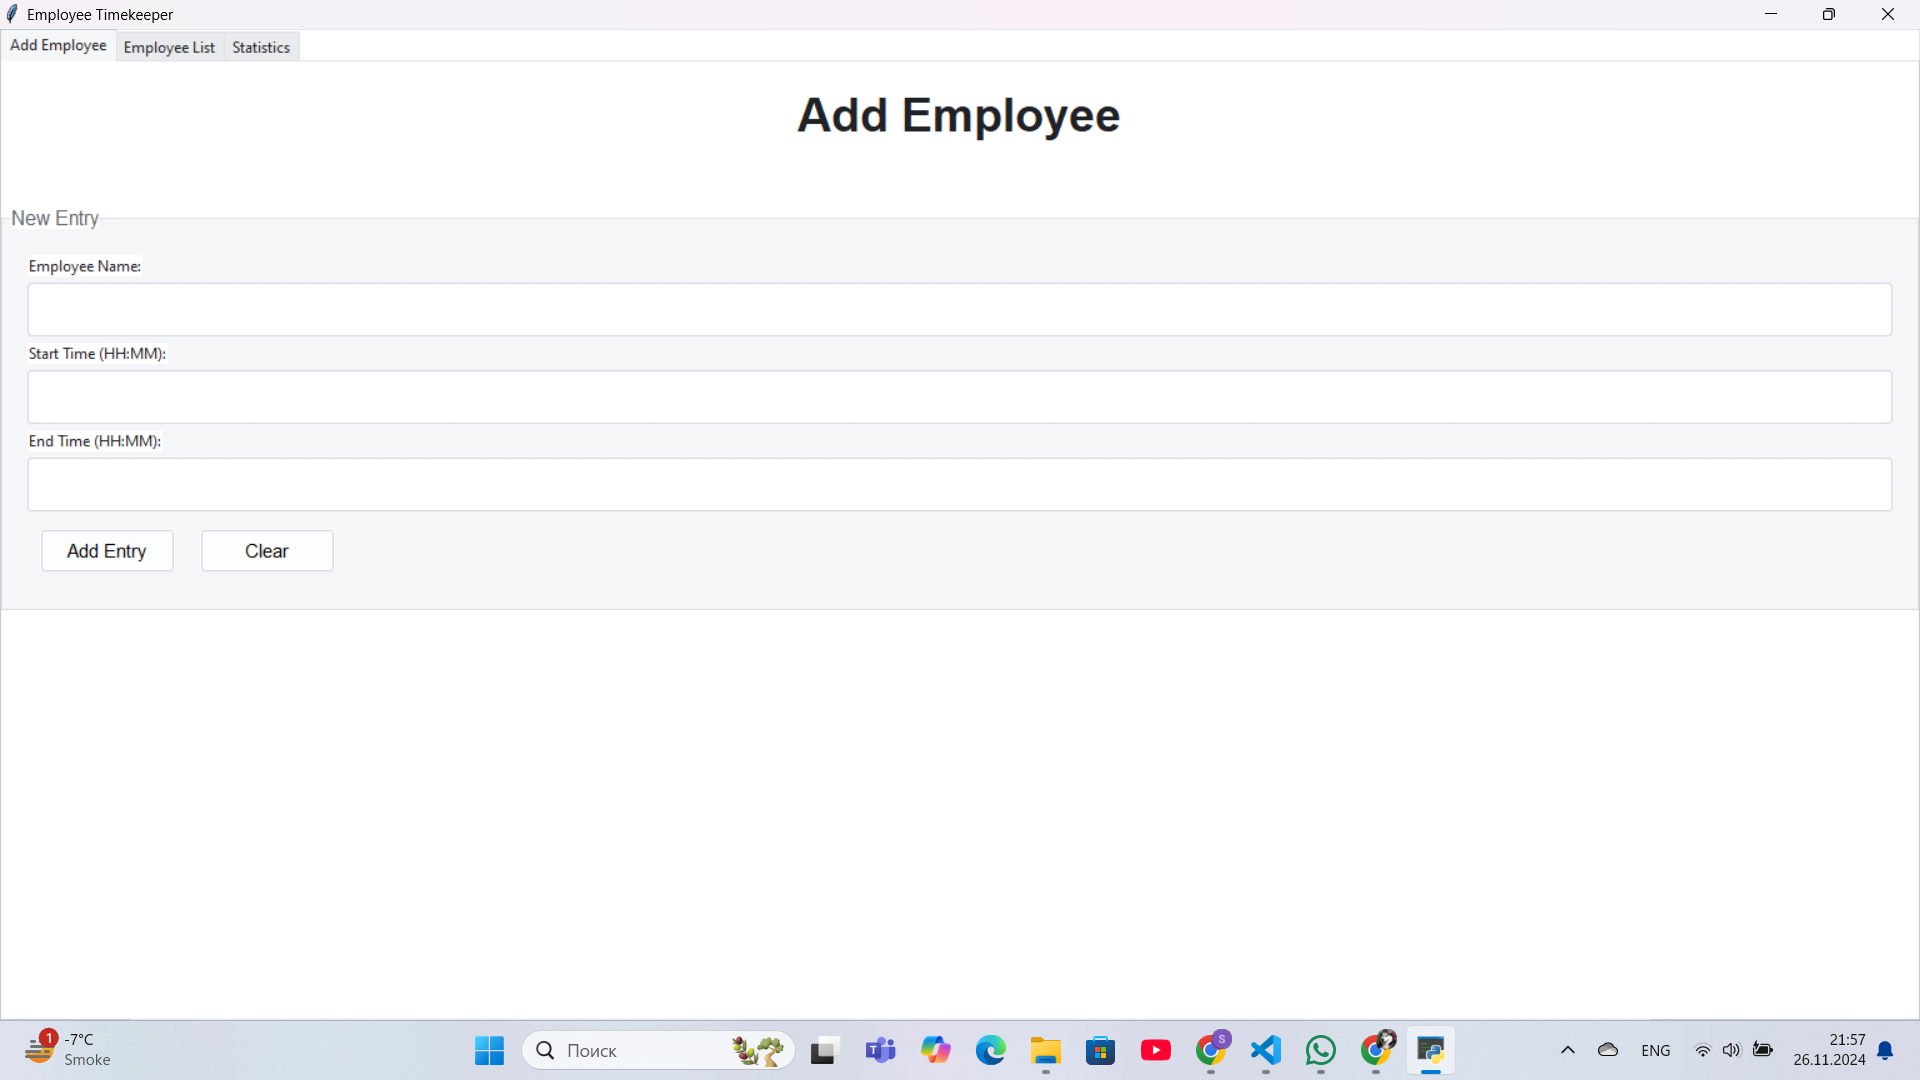 Employee Timekeeper
Add Employee
Employee List
Statistics
Add Employee
New Entry
Employee Name:
Start Time (HH:MM):
End Time (HH:MM):
Add Entry
Clear
1
-7°C
Smoke
Поиск
T
S
ENG
21:57
26.11.2024